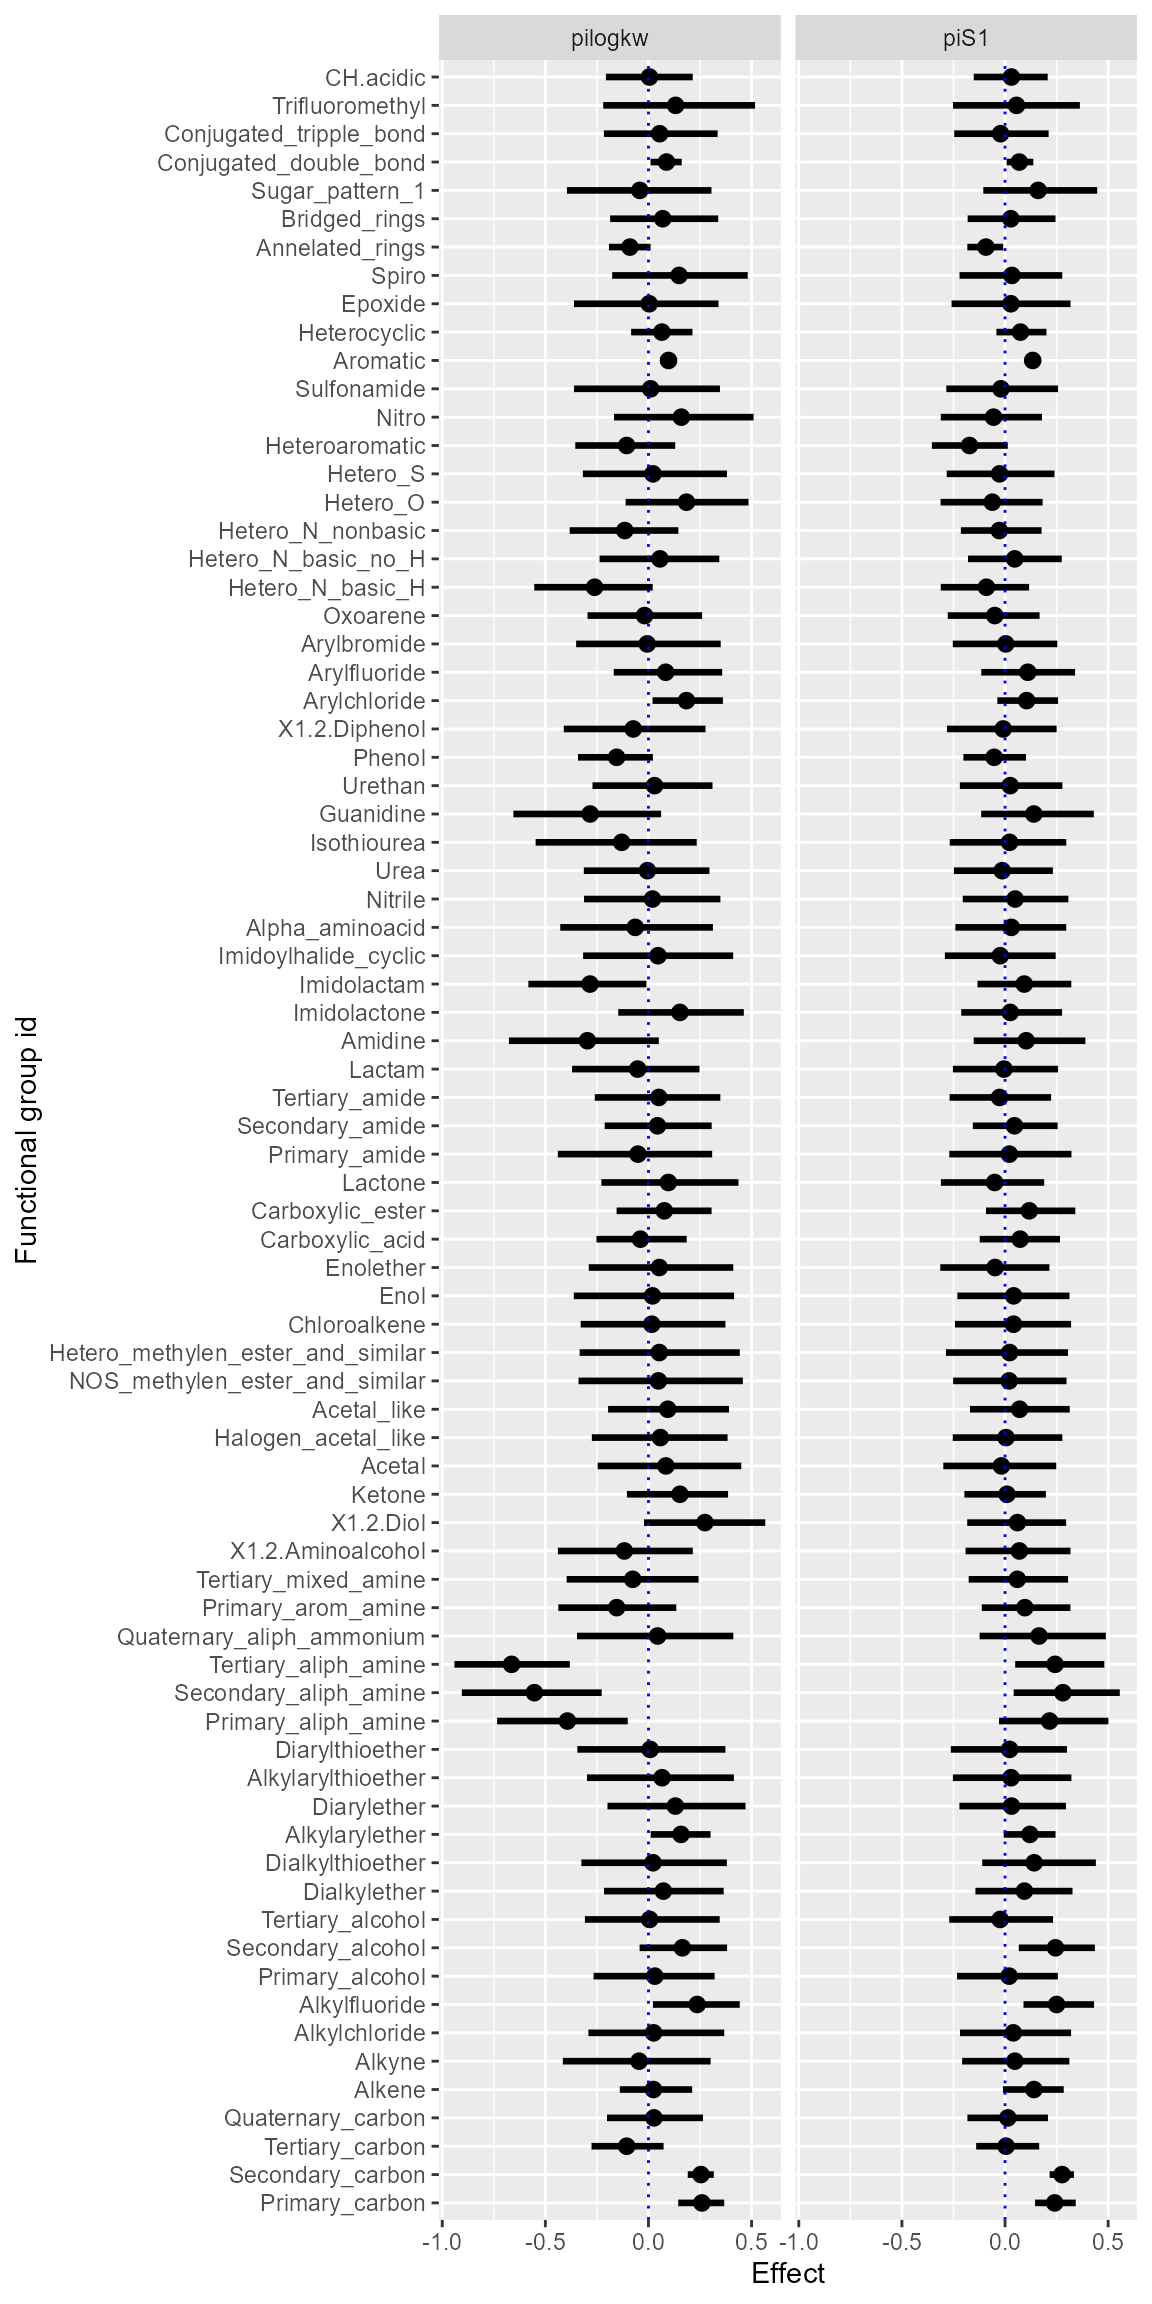 pilogkw piS1
CH.acidic
Trifluoromethyl
Conjugated_tripple_bond
Conjugated_double_bond
Sugar_pattern_1
Bridged_rings
Annelated_rings
Spiro
Epoxide
Heterocyclic
Aromatic
Sulfonamide
Nitro
Heteroaromatic
Hetero_S
Hetero_O
Hetero_N_nonbasic
Hetero_N_basic_no_H
Hetero_N_basic_H
Oxoarene
Arylbromide
Arylfluoride
Arylchloride
X1.2.Diphenol
Phenol
Urethan
Guanidine
Isothiourea
Urea
Nitrile
Alpha_aminoacid
Imidoylhalide_cyclic
Imidolactam
Imidolactone
Amidine
Lactam
Tertiary_amide
Secondary_amide
Primary_amide
Lactone
Carboxylic_ester
Carboxylic_acid
Enolether
Enol
Chloroalkene
Hetero_methylen_ester_and_similar
NOS_methylen_ester_and_similar
Acetal_like
Halogen_acetal_like
Acetal
Ketone
X1.2.Diol
X1.2.Aminoalcohol
Tertiary_mixed_amine
Primary_arom_amine
Quaternary_aliph_ammonium
Tertiary_aliph_amine
Secondary_aliph_amine
Primary_aliph_amine
Diarylthioether
Alkylarylthioether
Diarylether
Alkylarylether
Dialkylthioether
Dialkylether
Tertiary_alcohol
Secondary_alcohol
Primary_alcohol
Alkylfluoride
Alkylchloride
Alkyne
Alkene
Quaternary_carbon
Tertiary_carbon
Secondary_carbon
Primary_carbon
-1.0 -0.5 0.0 0.5 -1.0 -0.5 0.0 0.5
Effect
Functional group id